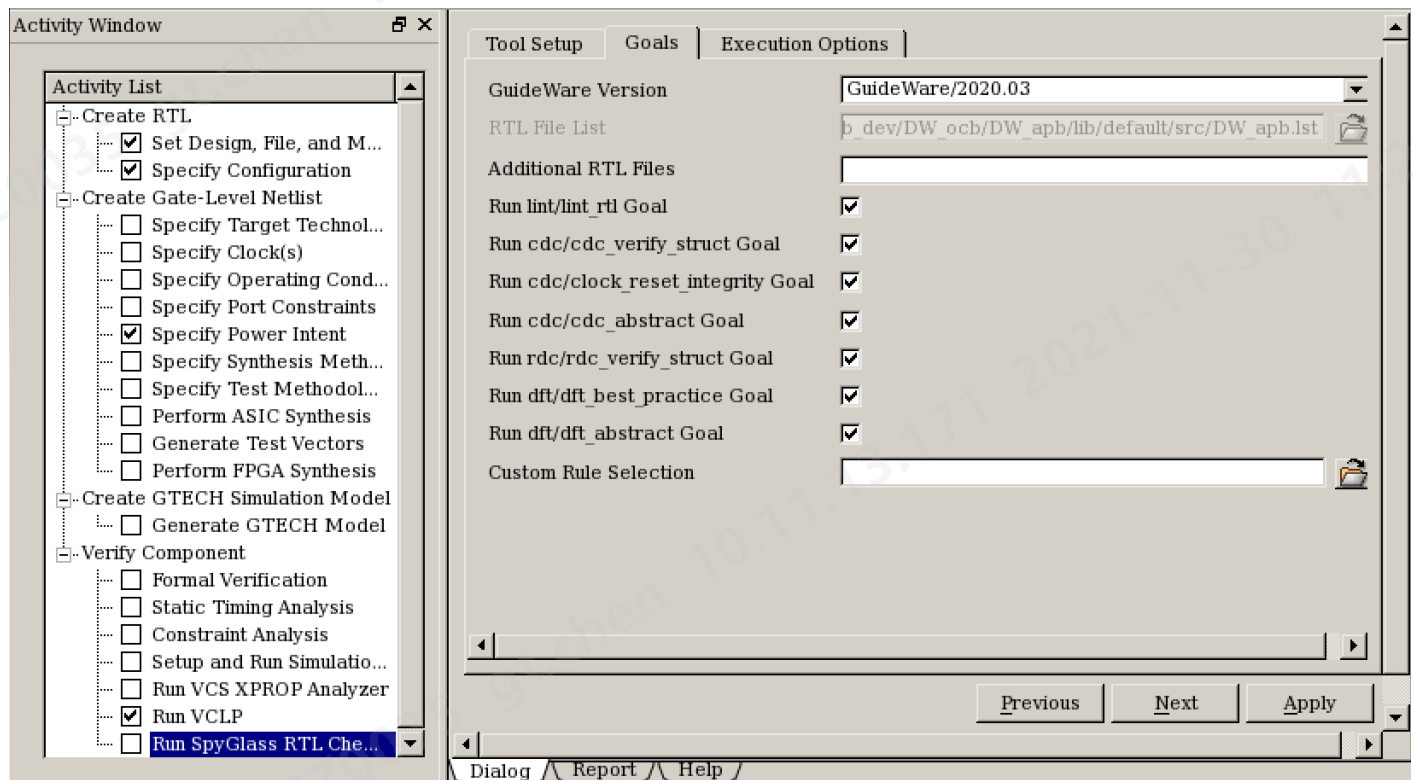 Activity Window
Activity List
Create RTL
Set Design, File, and M...
Specify Configuration
Create Gate-Level Netlist
Specify Target Technol...
Specify Clock(s)
Specify Operating Cond...
Specify Port Constraints
Specify Power Intent
Specify Synthesis Meth...
Specify Test Methodol...
Perform ASIC Synthesis
Generate Test Vectors
Perform FPGA Synthesis
Create GTECH Simulation Model
Generate GTECH Model
Verify Component
Formal Verification
Static Timing Analysis
Constraint Analysis
Setup and Run Simulatio...
Run VCS XPROP Analyzer
Run VCLP
Run SpyGlass RTL Che...
Tool Setup Goals Execution Options
GuideWare Version GuideWare/2020.03
RTL File List b_dev/DW_ocb/DW_apb/lib/default/src/DW_apb.lst
Additional RTL Files
Run lint/lint_rtl Goal
Run cdc/cdc_verify_struct Goal
Run cdc/clock_reset_integrity Goal
Run cdc/cdc_abstract Goal
Run rdc/rdc_verify_struct Goal
Run dft/dft_best_practice Goal
Run dft/dft_abstract Goal
Custom Rule Selection
Previous Next Apply
Dialog Report Help
10.11.13.171 2021-11-30